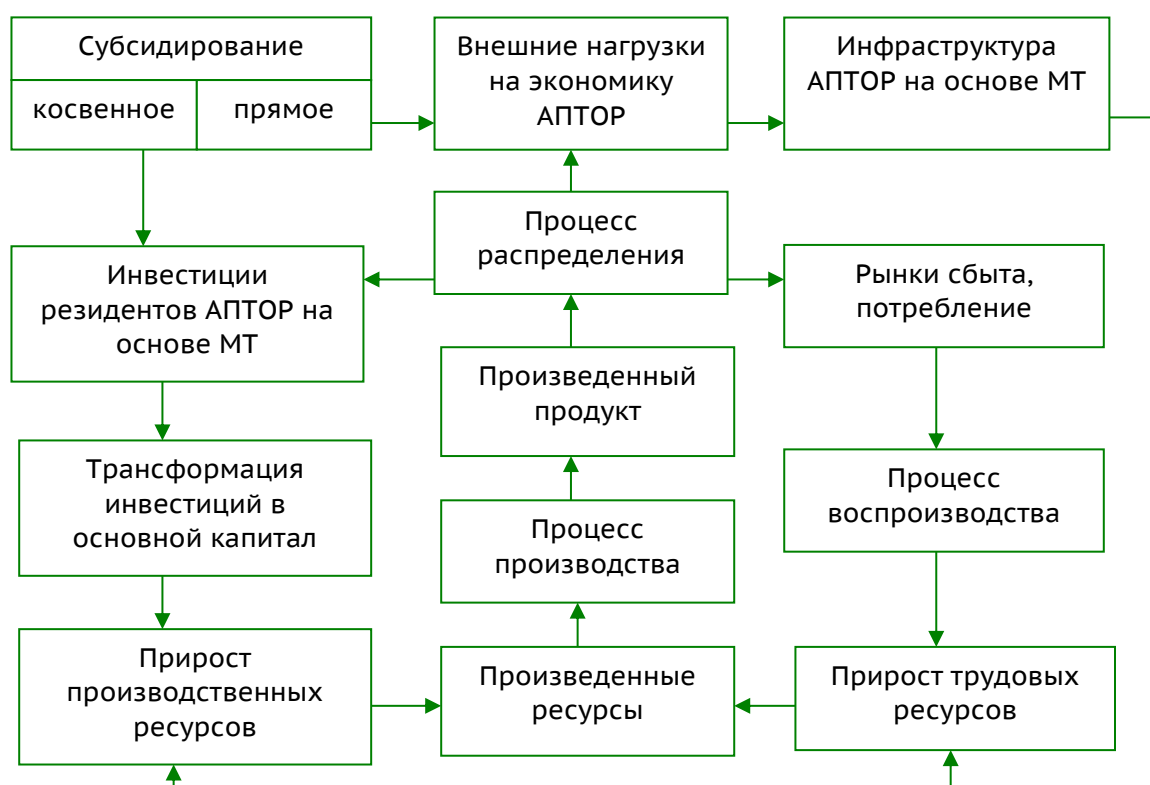 Субсидирование
косвенное
прямое
Внешние нагрузки
на экономику
АПТОР
Инфраструктура
АПТОР на основе МТ
Процесс
распределения
Инвестиции
резидентов АПТОР на
основе МТ
Рынки сбыта,
потребление
Произведенный
продукт
Трансформация
инвестиций в
основной капитал
Процесс
воспроизводства
Процесс
производства
Прирост
производственных
ресурсов
Произведенные
ресурсы
Прирост трудовых
ресурсов